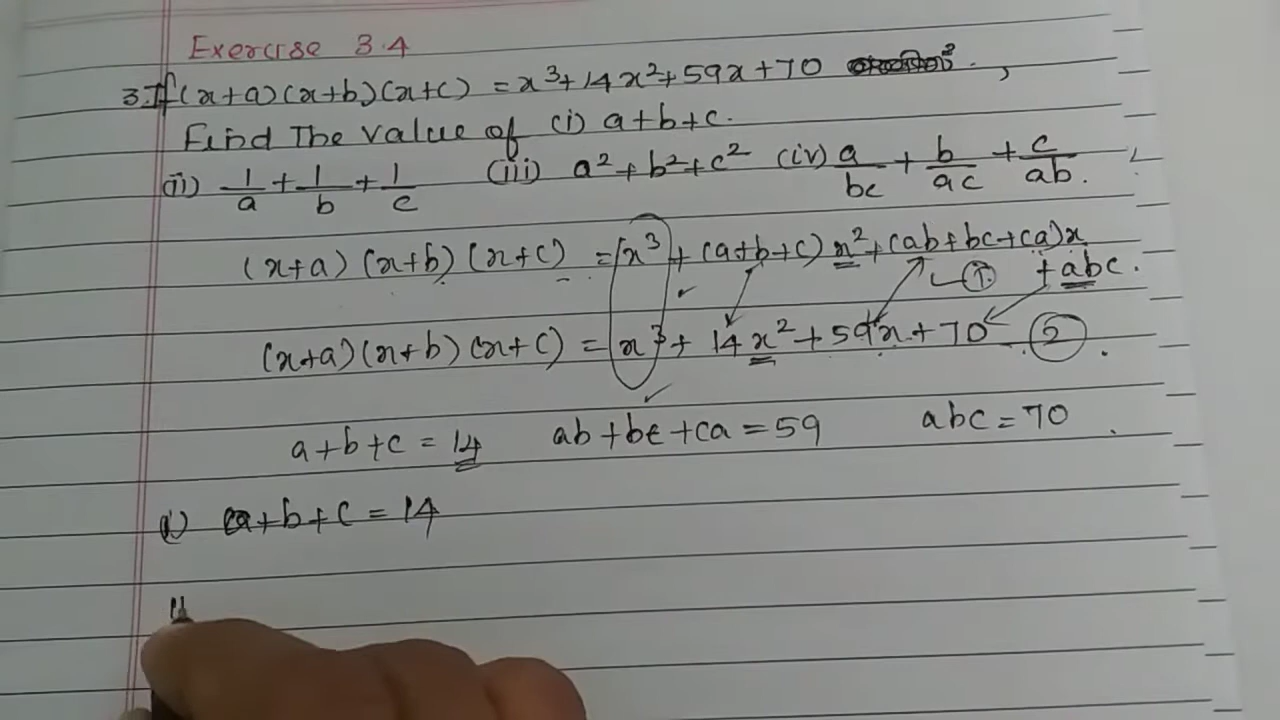 Exercise 3.4
3. If (x+a)(x+b)(x+c) = x³+14x²+59x+70 ,
Find The value of (i) a+b+c.
(ii) 1/a + 1/b + 1/c (iii) a²+b²+c² (iv) a/bc + b/ac + c/ab.
(x+a)(x+b)(x+c) = x³+(a+b+c)x²+(ab+bc+ca)x
①
+abc.
(x+a)(x+b)(x+c) = x³+14x²+59x+70 ②.
a+b+c=14 ab+bc+ca=59 abc=70.
i) a+b+c=14